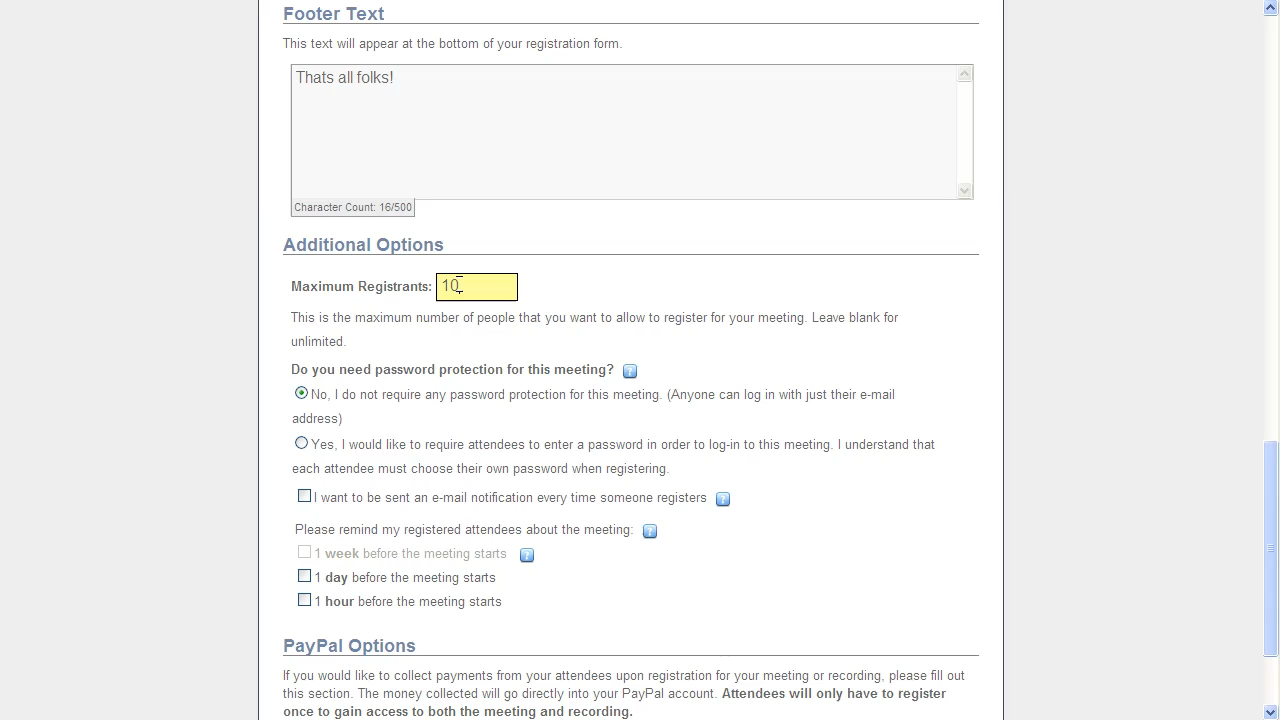 Footer Text
This text will appear at the bottom of your registration form.
Thats all folks!
Character Count: 16/500
Additional Options
Maximum Registrants: 10
This is the maximum number of people that you want to allow to register for your meeting. Leave blank for
unlimited.
Do you need password protection for this meeting? ?
No, I do not require any password protection for this meeting. (Anyone can log in with just their e-mail
address)
Yes, I would like to require attendees to enter a password in order to log-in to this meeting. I understand that
each attendee must choose their own password when registering.
I want to be sent an e-mail notification every time someone registers ?
Please remind my registered attendees about the meeting: ?
1 week before the meeting starts ?
1 day before the meeting starts
1 hour before the meeting starts
PayPal Options
If you would like to collect payments from your attendees upon registration for your meeting or recording, please fill out
this section. The money collected will go directly into your PayPal account. Attendees will only have to register
once to gain access to both the meeting and recording.